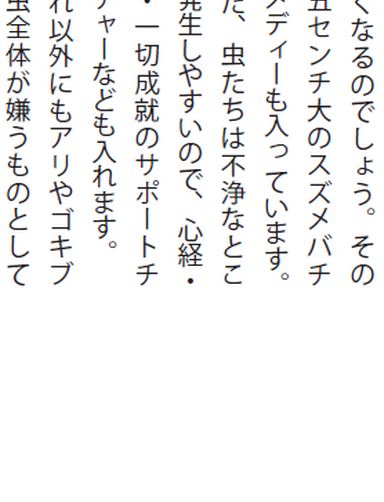 くなるのでしょう。その
五センチ大のスズメバチ
メディーも入っています。
た、虫たちは不浄なとこ
発生しやすいので、心経・
・一切成就のサポートチ
チャーなども入れます。
れ以外にもアリやゴキブ
虫全体が嫌うものとして